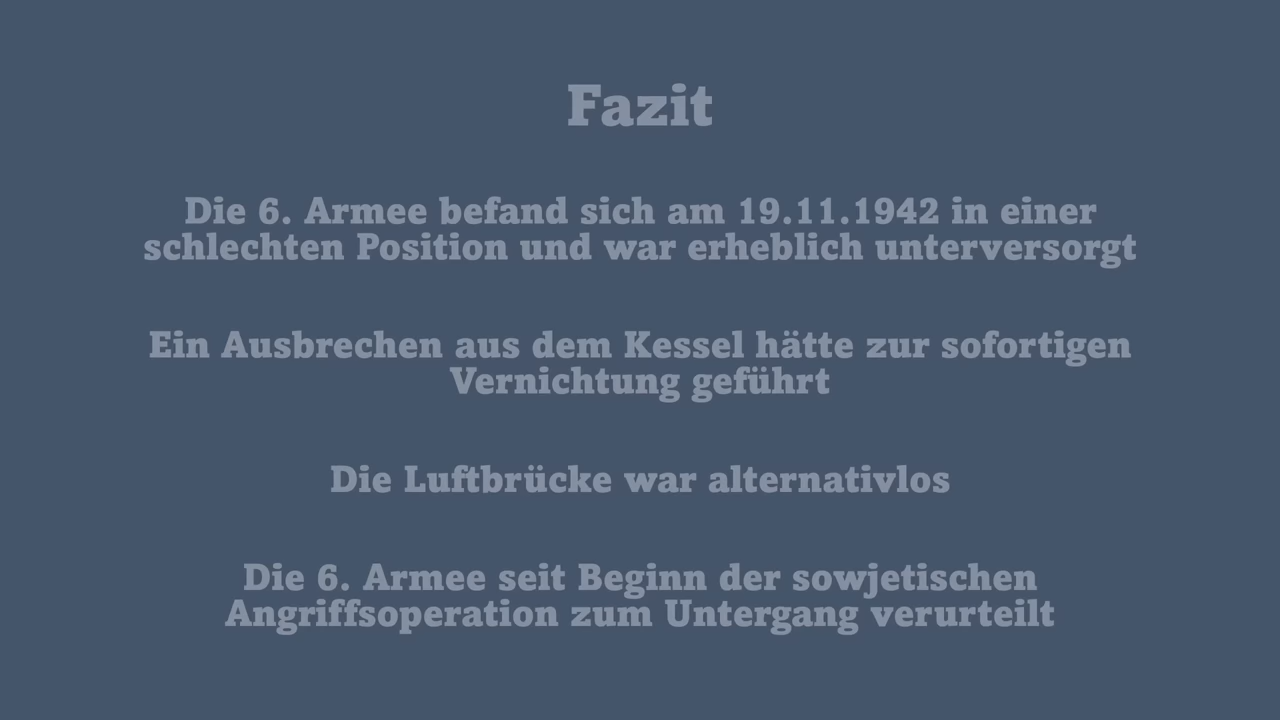 Fazit
Die 6. Armee befand sich am 19.11.1942 in einer
schlechten Position und war erheblich unterversorgt
Ein Ausbrechen aus dem Kessel hätte zur sofortigen
Vernichtung geführt
Die Luftbrücke war alternativlos
Die 6. Armee seit Beginn der sowjetischen
Angriffsoperation zum Untergang verurteilt